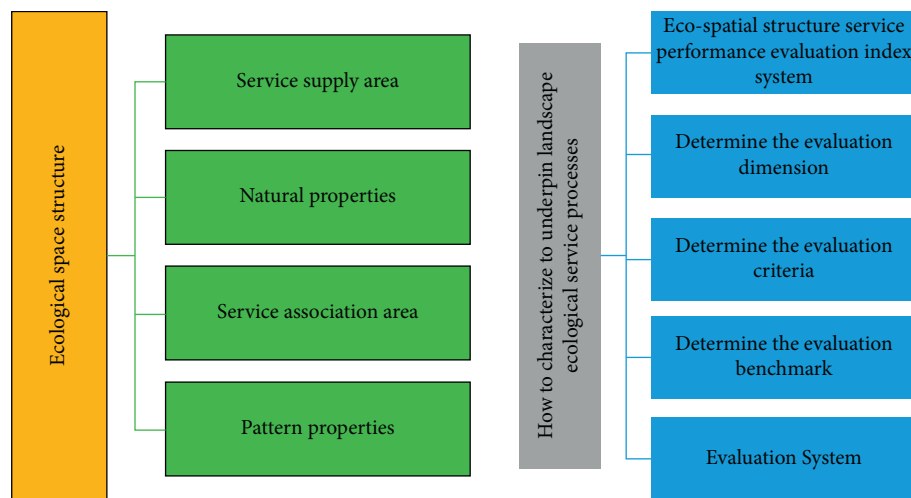 Ecological space structure
Service supply area
Natural properties
Service association area
Pattern properties
How to characterize to underpin landscape
ecological service processes
Eco-spatial structure service
performance evaluation index
system
Determine the evaluation
dimension
Determine the evaluation
criteria
Determine the evaluation
benchmark
Evaluation System